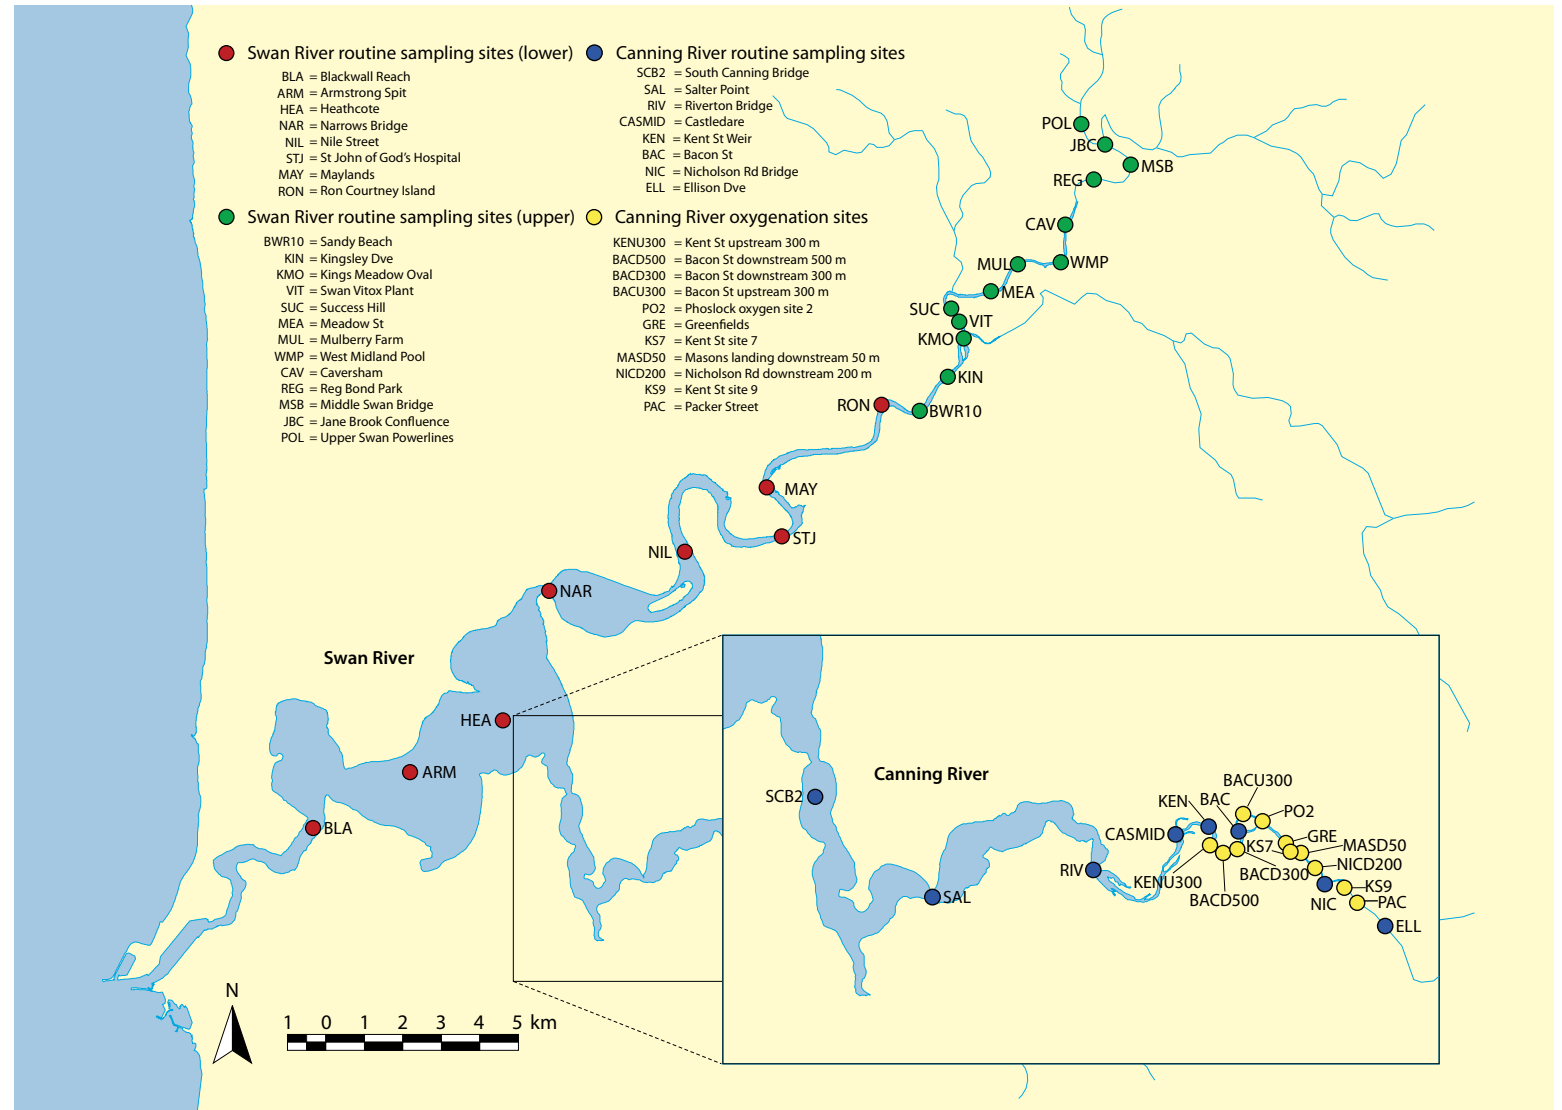 Swan River routine sampling sites (lower)
BLA = Blackwall Reach
ARM = Armstrong Spit
HEA = Heathcote
NAR = Narrows Bridge
NIL = Nile Street
STJ = St John of God's Hospital
MAY = Maylands
RON = Ron Courtney Island
Swan River routine sampling sites (upper)
BWR10 = Sandy Beach
KIN = Kingsley Dve
KMO = Kings Meadow Oval
VIT = Swan Vitox Plant
SUC = Success Hill
MEA = Meadow St
MUL = Mulberry Farm
WMP = West Midland Pool
CAV = Caversham
REG = Reg Bond Park
MSB = Middle Swan Bridge
JBC = Jane Brook Confluence
POL = Upper Swan Powerlines
Canning River routine sampling sites
SCB2 = South Canning Bridge
SAL = Salter Point
RIV = Riverton Bridge
CASMID = Castledare
KEN = Kent St Weir
BAC = Bacon St
NIC = Nicholson Rd Bridge
ELL = Ellison Dve
Canning River oxygenation sites
KENU300 = Kent St upstream 300 m
BACD500 = Bacon St downstream 500 m
BACD300 = Bacon St downstream 300 m
BACU300 = Bacon St upstream 300 m
PO2 = Phoslock oxygen site 2
GRE = Greenfields
KS7 = Kent St site 7
MASD50 = Masons landing downstream 50 m
NICD200 = Nicholson Rd downstream 200 m
KS9 = Kent St site 9
PAC = Packer Street
POL
JBC
MSB
REG
CAV
MUL
WMP
MEA
SUC
VIT
KMO
KIN
RON
BWR10
MAY
STJ
NIL
NAR
Swan River
HEA
ARM
BLA
Canning River
SCB2
BACU300
KEN
BAC
PO2
CASMID
GRE
KS7
MASD50
NICD200
RIV
KENU300
BACD300
KS9
BACD500
NIC
PAC
SAL
ELL
N
1 0 1 2 3 4 5 km